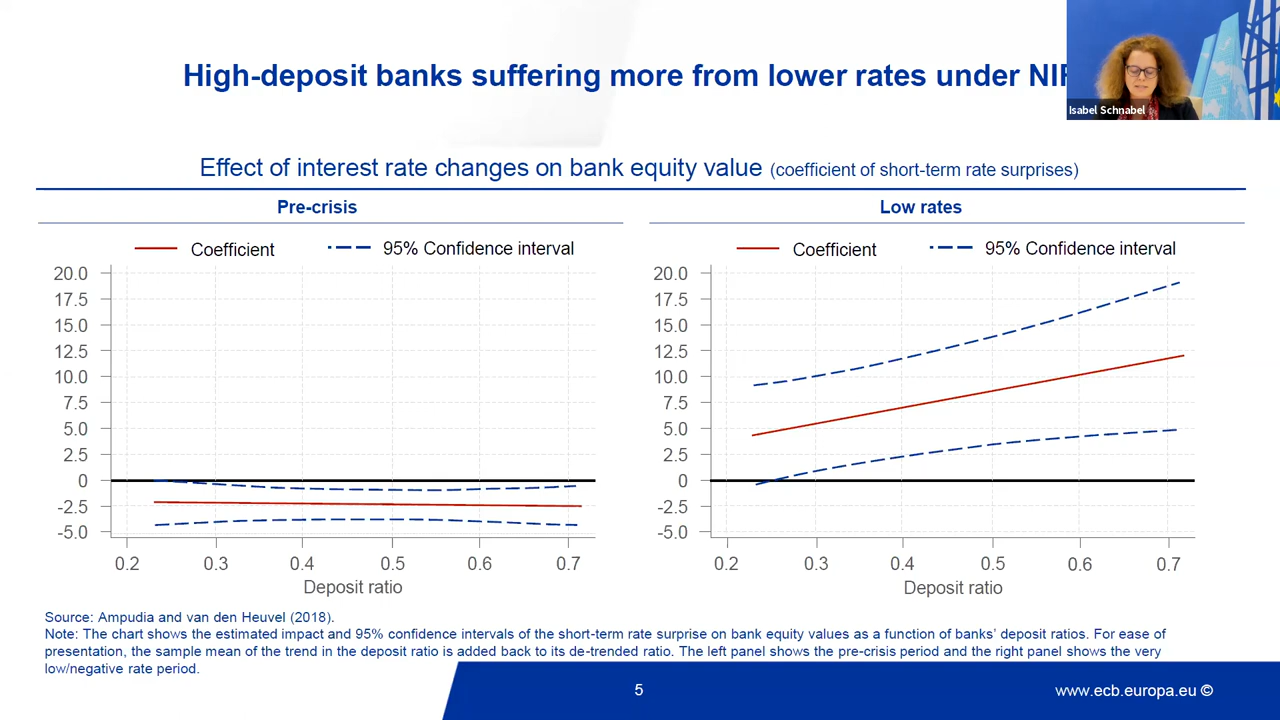 High-deposit banks suffering more from lower rates under
Isabel Schnabel
Effect of interest rate changes on bank equity value (coefficient of short-term rate surprises)
Pre-crisis
Coefficient 95% Confidence interval
20.0
17.5
15.0
12.5
10.0
7.5
5.0
2.5
0
-2.5
-5.0
0.2 0.3 0.4 0.5 0.6 0.7
Deposit ratio
Low rates
Coefficient 95% Confidence interval
20.0
17.5
15.0
12.5
10.0
7.5
5.0
2.5
0
-2.5
-5.0
0.2 0.3 0.4 0.5 0.6 0.7
Deposit ratio
Source: Ampudia and van den Heuvel (2018).
Note: The chart shows the estimated impact and 95% confidence intervals of the short-term rate surprise on bank equity values as a function of banks' deposit ratios. For ease of
presentation, the sample mean of the trend in the deposit ratio is added back to its de-trended ratio. The left panel shows the pre-crisis period and the right panel shows the very
low/negative rate period.
5
www.ecb.europa.eu ©